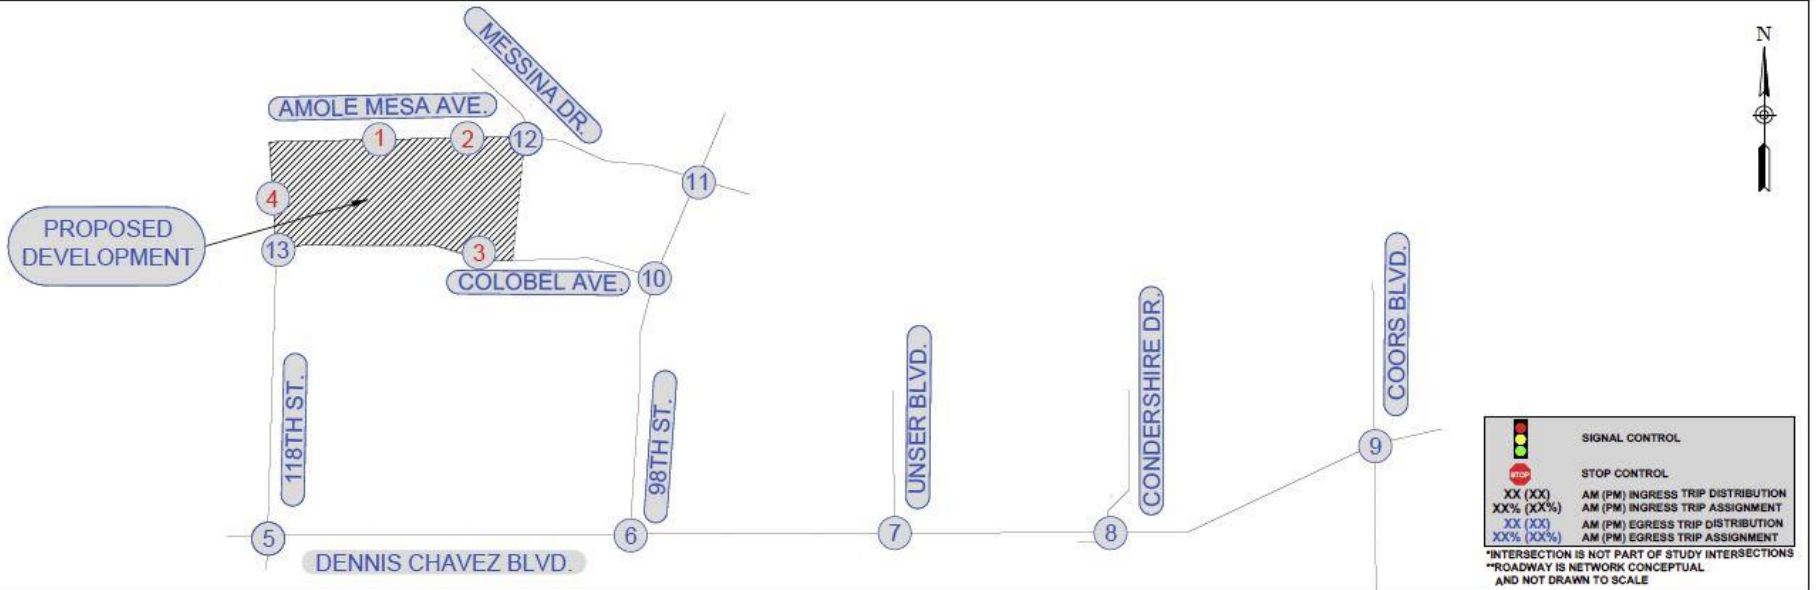 MESSINA DR.
N
AMOLE MESA AVE.
1
2
12
11
4
PROPOSED
DEVELOPMENT
13
3
10
COLOBEL AVE.
COORS BLVD.
CONDERSHIRE DR.
UNSER BLVD.
118TH ST.
98TH ST.
9
5
6
7
8
DENNIS CHAVEZ BLVD.
SIGNAL CONTROL
STOP STOP CONTROL
XX (XX) AM (PM) INGRESS TRIP DISTRIBUTION
XX% (XX%) AM (PM) INGRESS TRIP ASSIGNMENT
XX (XX) AM (PM) EGRESS TRIP DISTRIBUTION
XX% (XX%) AM (PM) EGRESS TRIP ASSIGNMENT
*INTERSECTION IS NOT PART OF STUDY INTERSECTIONS
**ROADWAY IS NETWORK CONCEPTUAL
AND NOT DRAWN TO SCALE